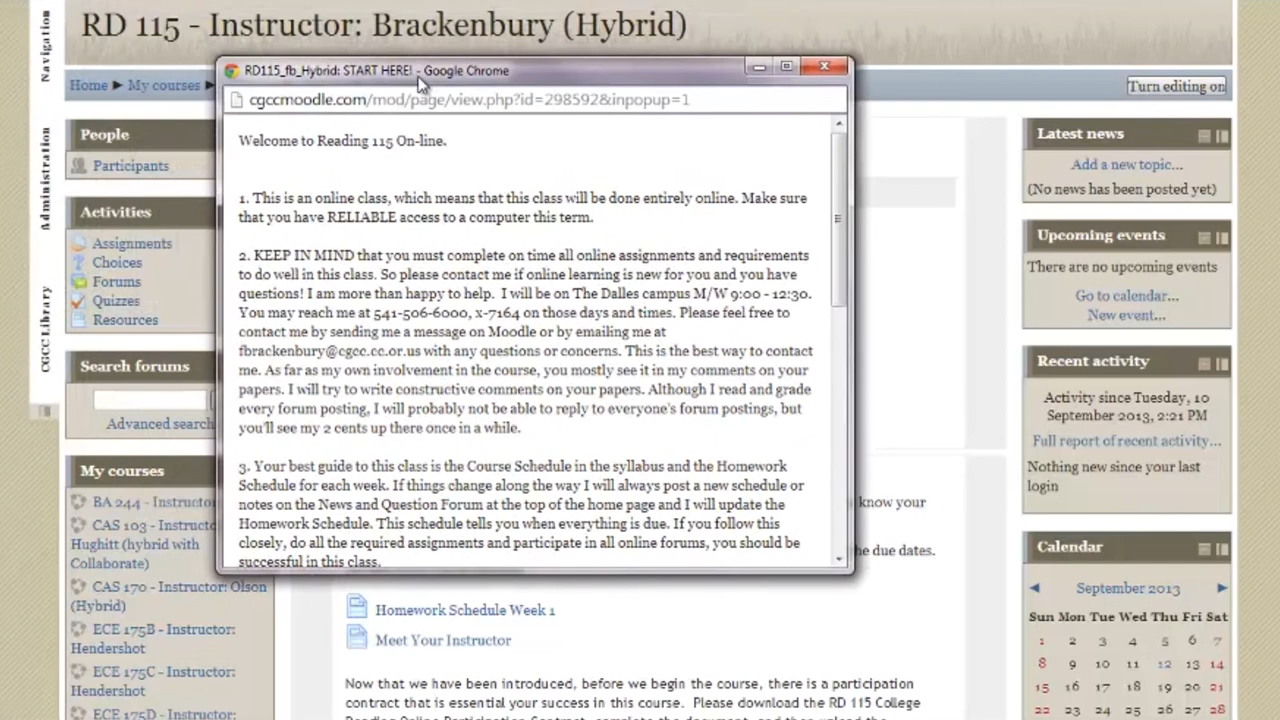 RD 115 - Instructor: Brackenbury (Hybrid)
Navigation
Administration
CGCC Library
Home ► My courses ►
Turn editing on
People
Participants
Activities
Assignments
Choices
Forums
Quizzes
Resources
Search forums
Advanced search
My courses
BA 244 - Instructor
CAS 103 - Instructo
Hughitt (hybrid with
Collaborate)
CAS 170 - Instructor: Olson
(Hybrid)
ECE 175B - Instructor:
Hendershot
ECE 175C - Instructor:
Hendershot
ECE 175D - Instructor:
RD115_fb_Hybrid: START HERE! - Google Chrome
cgccmoodle.com/mod/page/view.php?id=298592&inpopup=1
Welcome to Reading 115 On-line.
1. This is an online class, which means that this class will be done entirely online. Make sure
that you have RELIABLE access to a computer this term.
2. KEEP IN MIND that you must complete on time all online assignments and requirements
to do well in this class. So please contact me if online learning is new for you and you have
questions! I am more than happy to help. I will be on The Dalles campus M/W 9:00 - 12:30.
You may reach me at 541-506-6000, x-7164 on those days and times. Please feel free to
contact me by sending me a message on Moodle or by emailing me at
fbrackenbury@cgcc.cc.or.us with any questions or concerns. This is the best way to contact
me. As far as my own involvement in the course, you mostly see it in my comments on your
papers. I will try to write constructive comments on your papers. Although I read and grade
every forum posting, I will probably not be able to reply to everyone's forum postings, but
you'll see my 2 cents up there once in a while.
3. Your best guide to this class is the Course Schedule in the syllabus and the Homework
Schedule for each week. If things change along the way I will always post a new schedule or
notes on the News and Question Forum at the top of the home page and I will update the
Homework Schedule. This schedule tells you when everything is due. If you follow this
closely, do all the required assignments and participate in all online forums, you should be
successful in this class.
know your
he due dates.
Homework Schedule Week 1
Meet Your Instructor
Now that we have been introduced, before we begin the course, there is a participation
contract that is essential your success in this course. Please download the RD 115 College
Reading Online Participation Contract, complete the document, and then upload the
Latest news
Add a new topic...
(No news has been posted yet)
Upcoming events
There are no upcoming events
Go to calendar...
New event...
Recent activity
Activity since Tuesday, 10
September 2013, 2:21 PM
Full report of recent activity...
Nothing new since your last
login
Calendar
◄ September 2013 ►
Sun Mon Tue Wed Thu Fri Sat
1 2 3 4 5 6 7
8 9 10 11 12 13 14
15 16 17 18 19 20 21
22 23 24 25 26 27 28